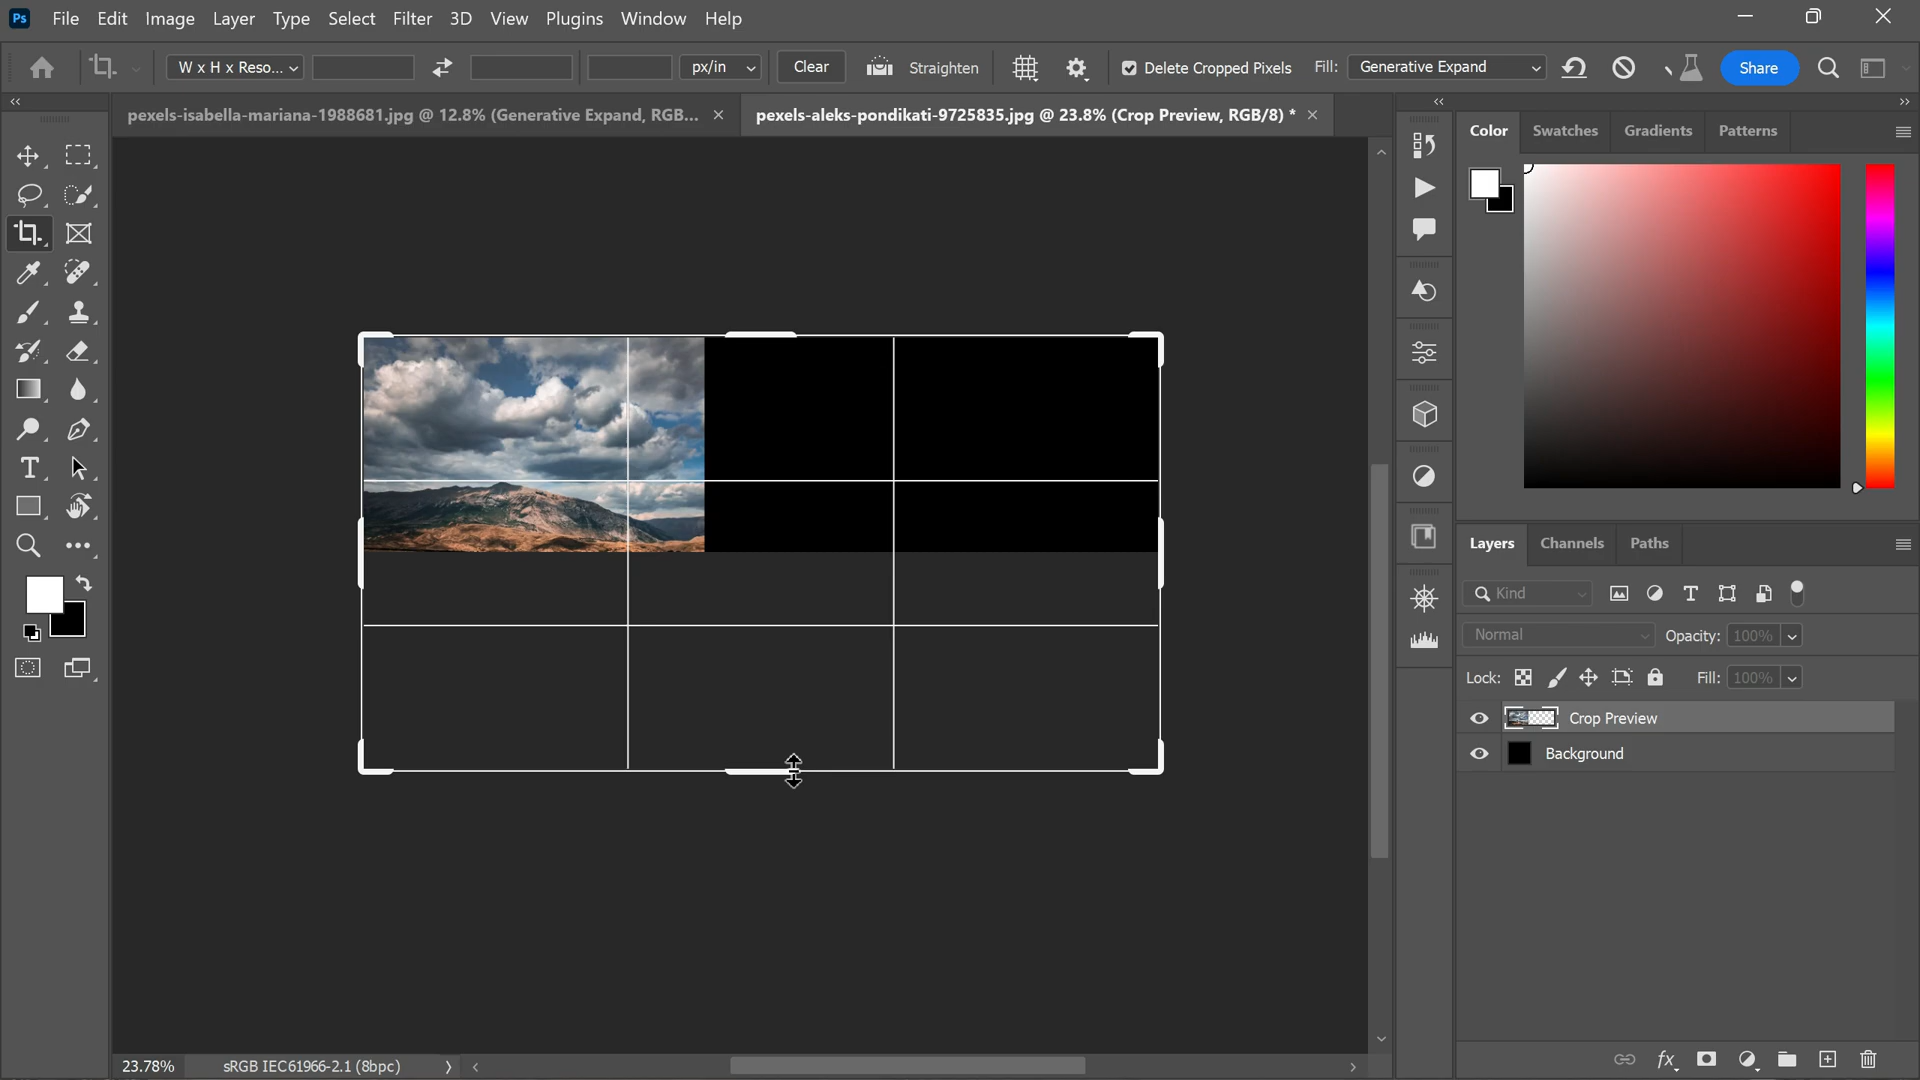 Ps File Edit Image Layer Type Select Filter 3D View Plugins Window Help
W x H x Reso... px/in Clear Straighten Delete Cropped Pixels Fill: Generative Expand Share
pexels-isabella-mariana-1988681.jpg @ 12.8% (Generative Expand, RGB... × pexels-aleks-pondikati-9725835.jpg @ 23.8% (Crop Preview, RGB/8) * ×
Color Swatches Gradients Patterns
Layers Channels Paths
Kind
Normal Opacity: 100%
Lock: Fill: 100%
Crop Preview
Background
23.78% sRGB IEC61966-2.1 (8bpc)